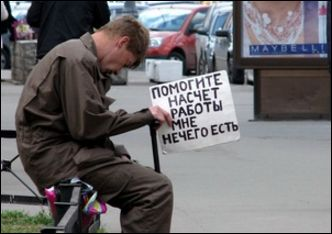 MAYBELLINE
ПОМОГИТЕ
НАСЧЕТ
РАБОТЫ
МНЕ
НЕЧЕГО ЕСТЬ